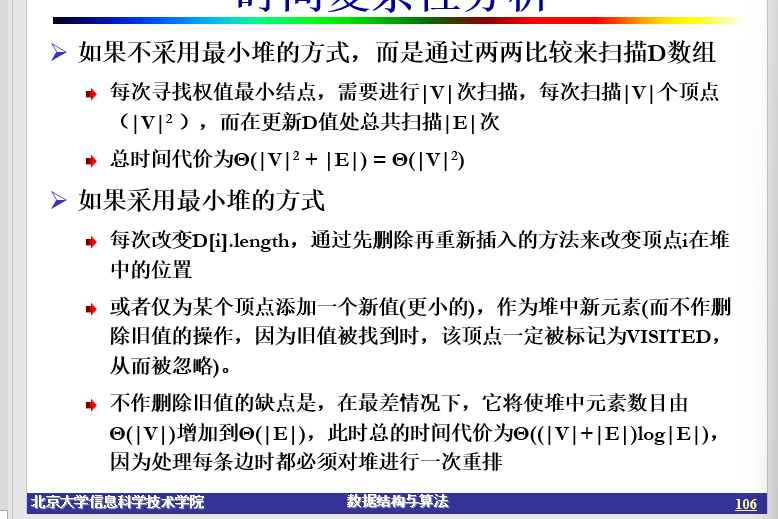 时间复杂性分析
如果不采用最小堆的方式，而是通过两两比较来扫描D数组
每次寻找权值最小结点，需要进行|V|次扫描，每次扫描|V|个顶点
（|V|² ），而在更新D值处总共扫描|E|次
总时间代价为Θ(|V|² + |E|) = Θ(|V|²)
如果采用最小堆的方式
每次改变D[i].length，通过先删除再重新插入的方法来改变顶点i在堆
中的位置
或者仅为某个顶点添加一个新值(更小的)，作为堆中新元素(而不作删
除旧值的操作，因为旧值被找到时，该顶点一定被标记为VISITED，
从而被忽略)。
不作删除旧值的缺点是，在最差情况下，它将使堆中元素数目由
Θ(|V|)增加到Θ(|E|)，此时总的时间代价为Θ((|V|+|E|)log|E|)，
因为处理每条边时都必须对堆进行一次重排
北京大学信息科学技术学院
数据结构与算法
106